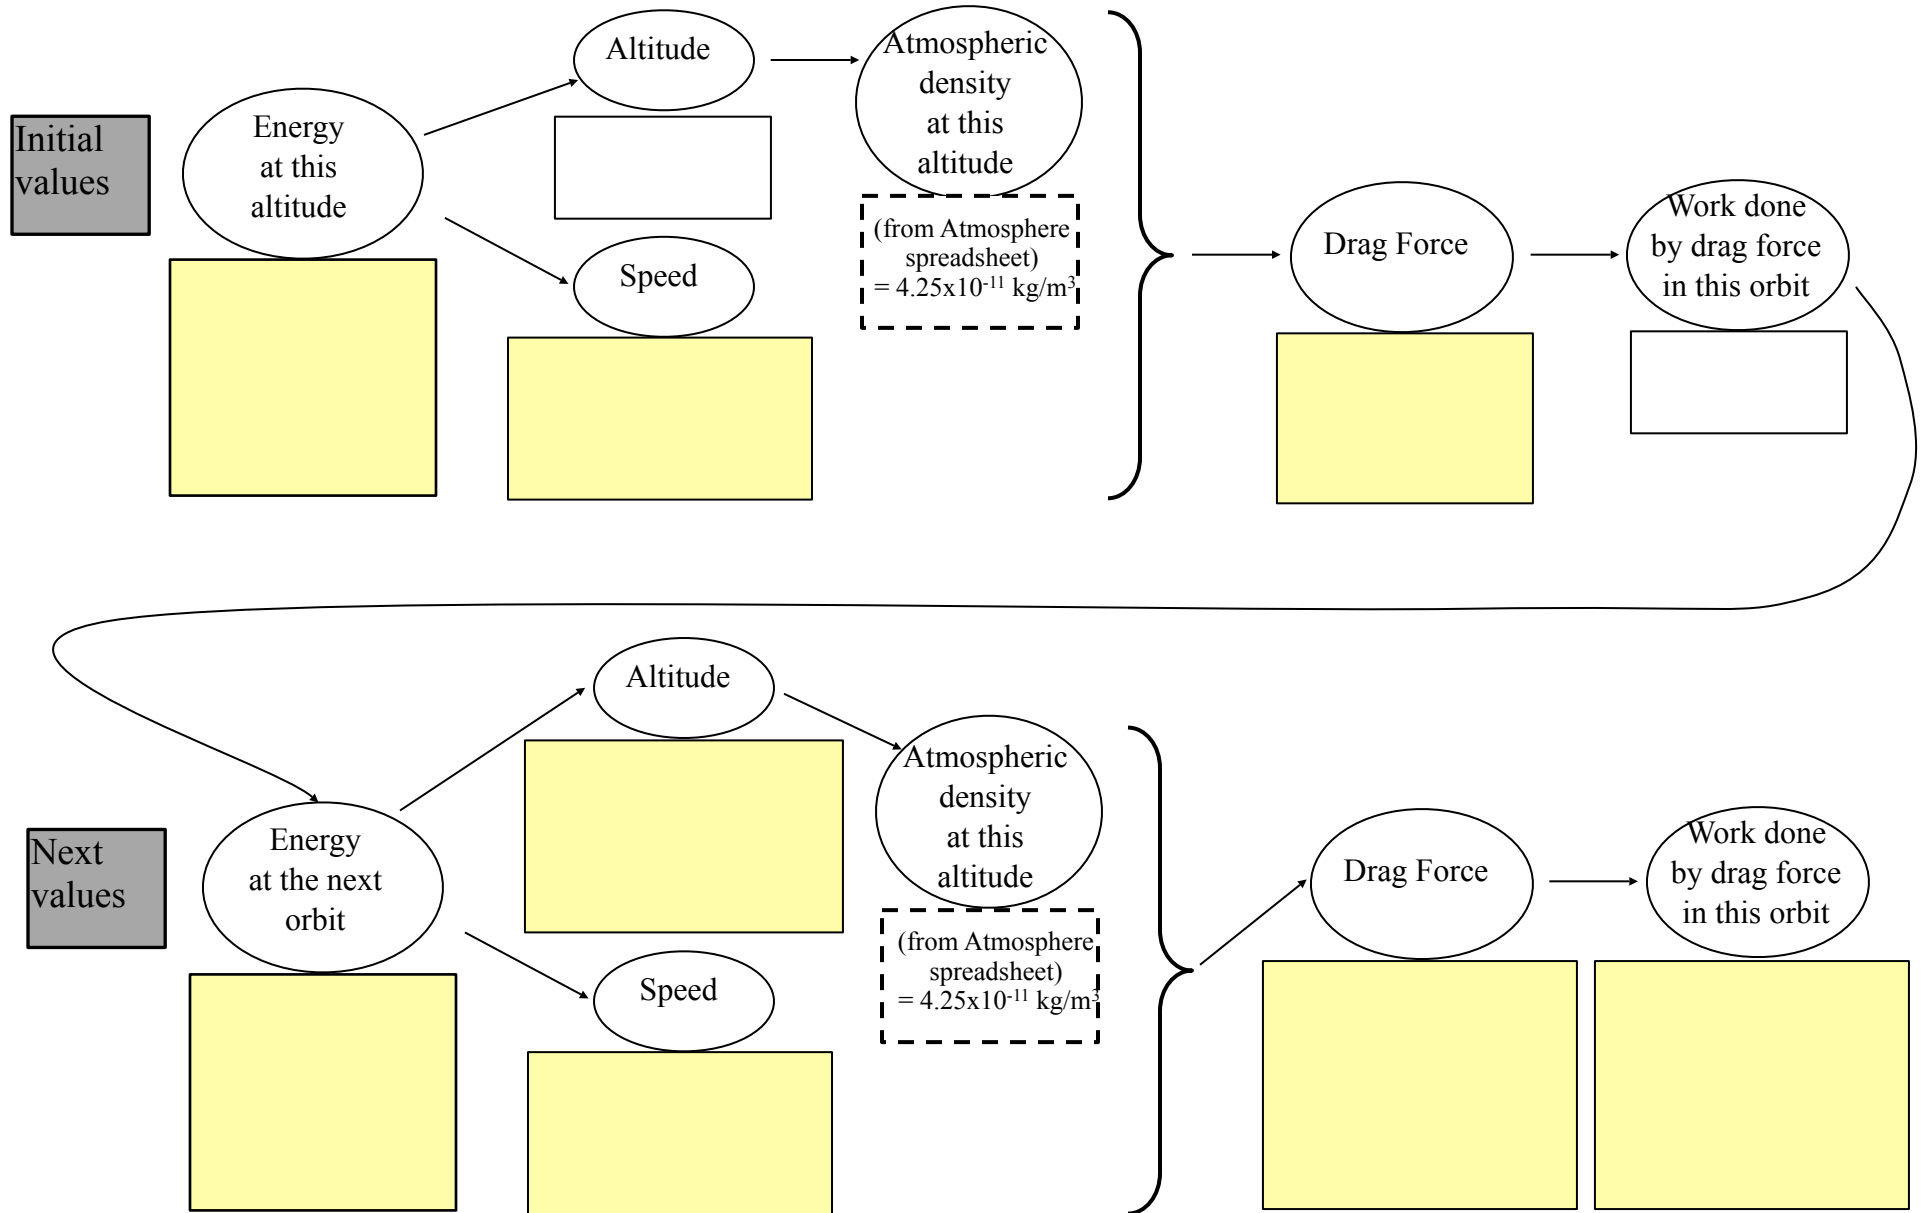 Initial
values
Energy
at this
altitude
Altitude
Speed
Atmospheric
density
at this
altitude
(from Atmosphere
spreadsheet)
= 4.25x10⁻¹¹ kg/m³
Drag Force
Work done
by drag force
in this orbit
Next
values
Energy
at the next
orbit
Altitude
Speed
Atmospheric
density
at this
altitude
(from Atmosphere
spreadsheet)
= 4.25x10⁻¹¹ kg/m³
Drag Force
Work done
by drag force
in this orbit